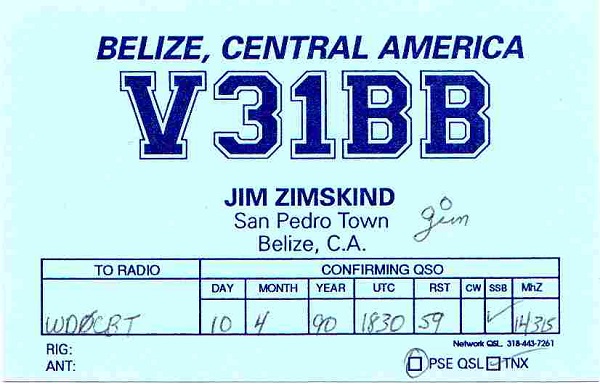 BELIZE, CENTRAL AMERICA
V31BB
JIM ZIMSKIND
San Pedro Town
Jim
Belize, C.A.
TO RADIO CONFIRMING QSO
DAY MONTH YEAR UTC RST CW SSB MhZ
WDØCBT 10 4 90 1830 59 ✓ 14315
RIG: Network QSL. 318-443-7261
ANT: PSE QSL ✓ TNX